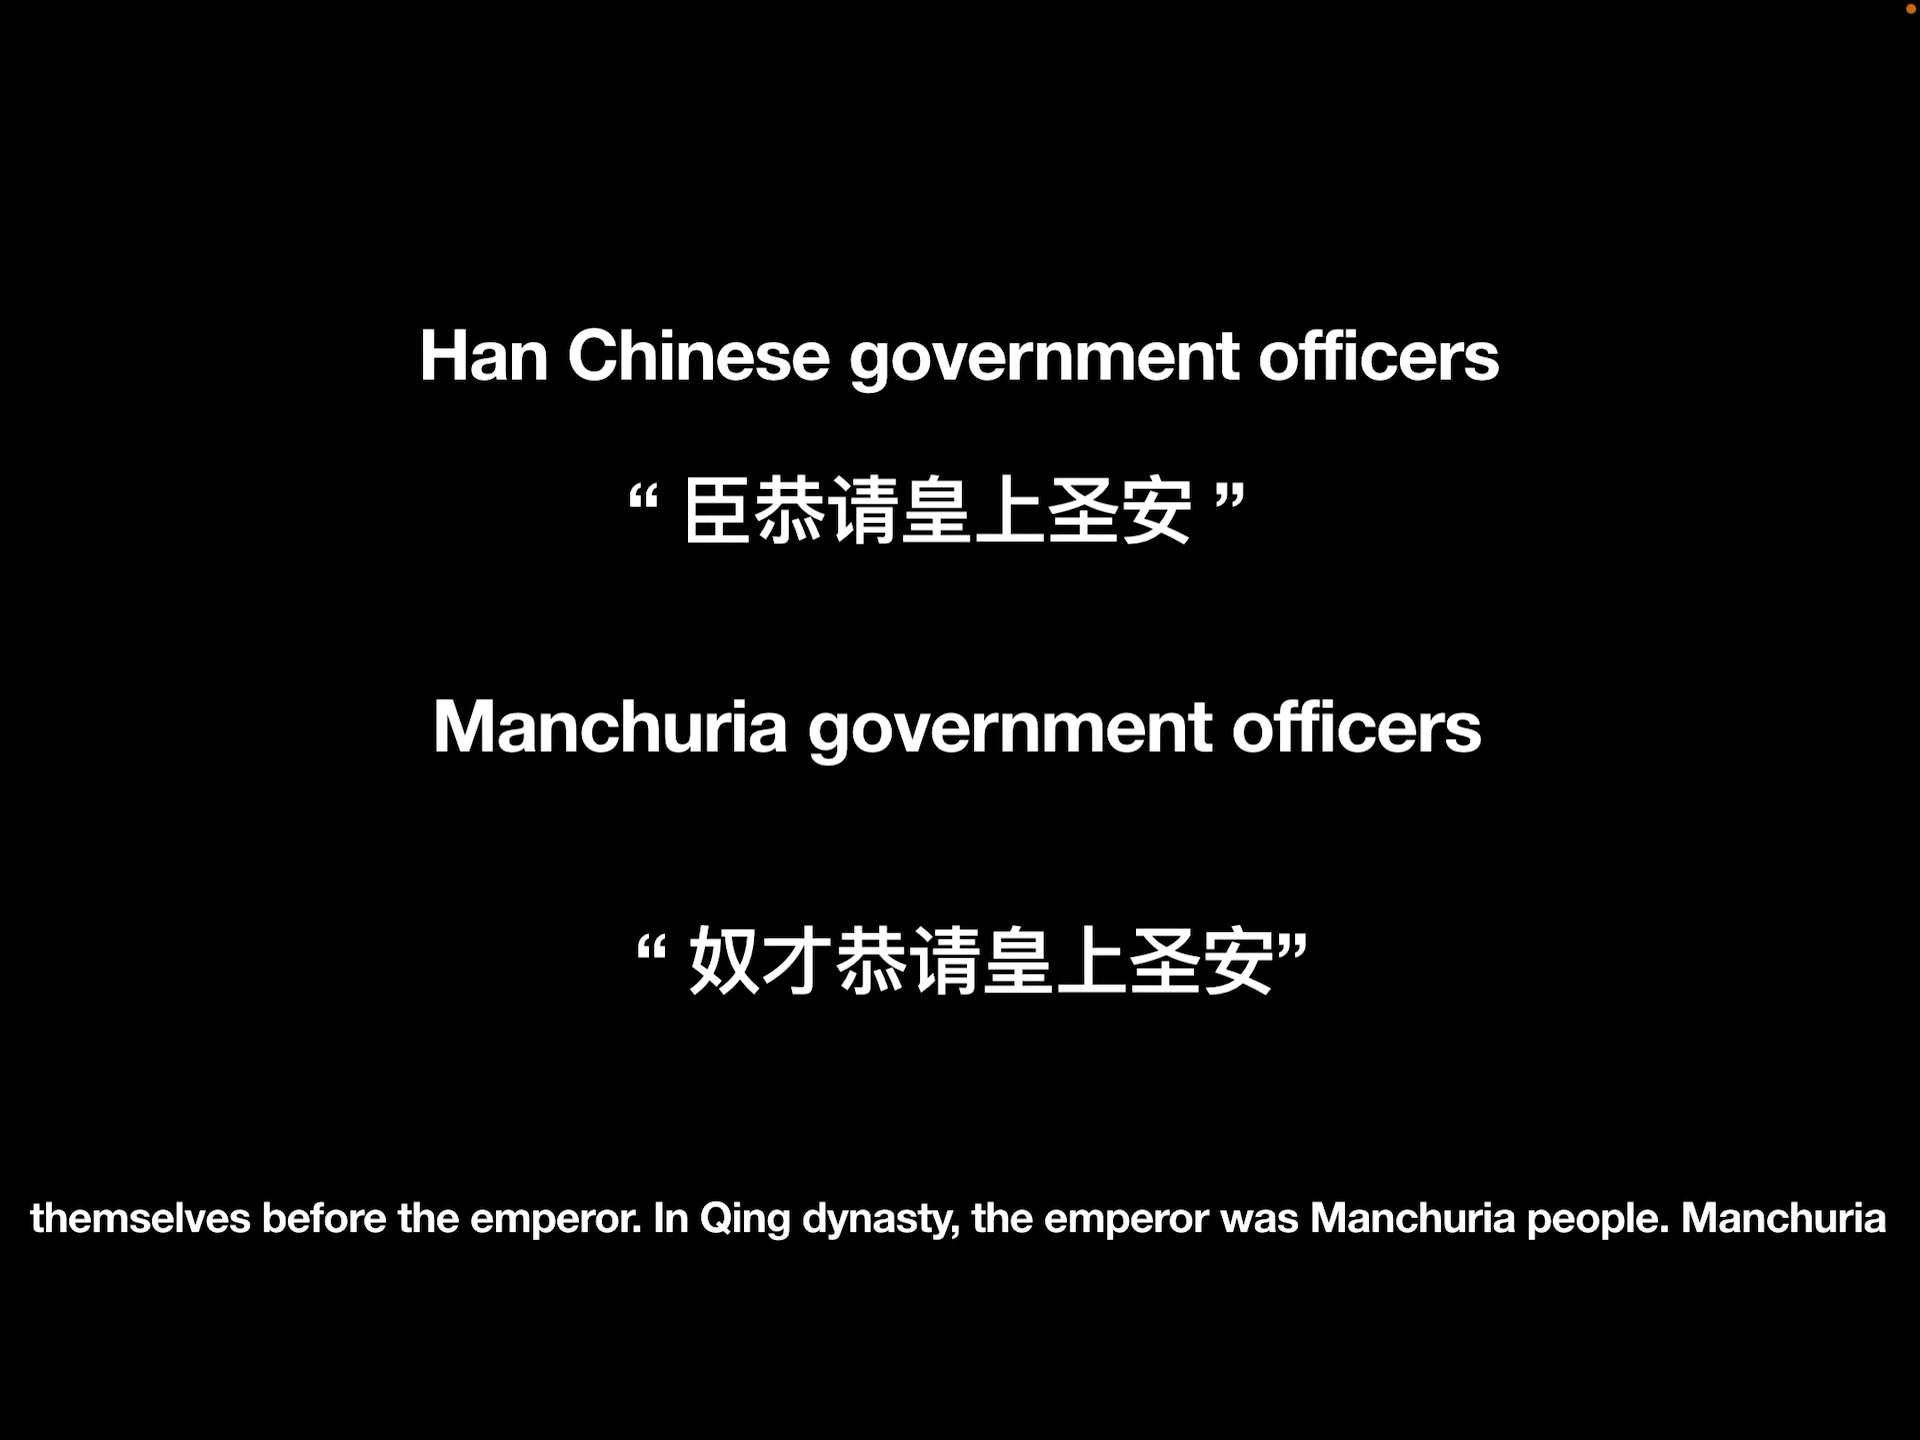 Han Chinese government officers
“ 臣恭请皇上圣安 ”
Manchuria government officers
“ 奴才恭请皇上圣安”
themselves before the emperor. In Qing dynasty, the emperor was Manchuria people. Manchuria